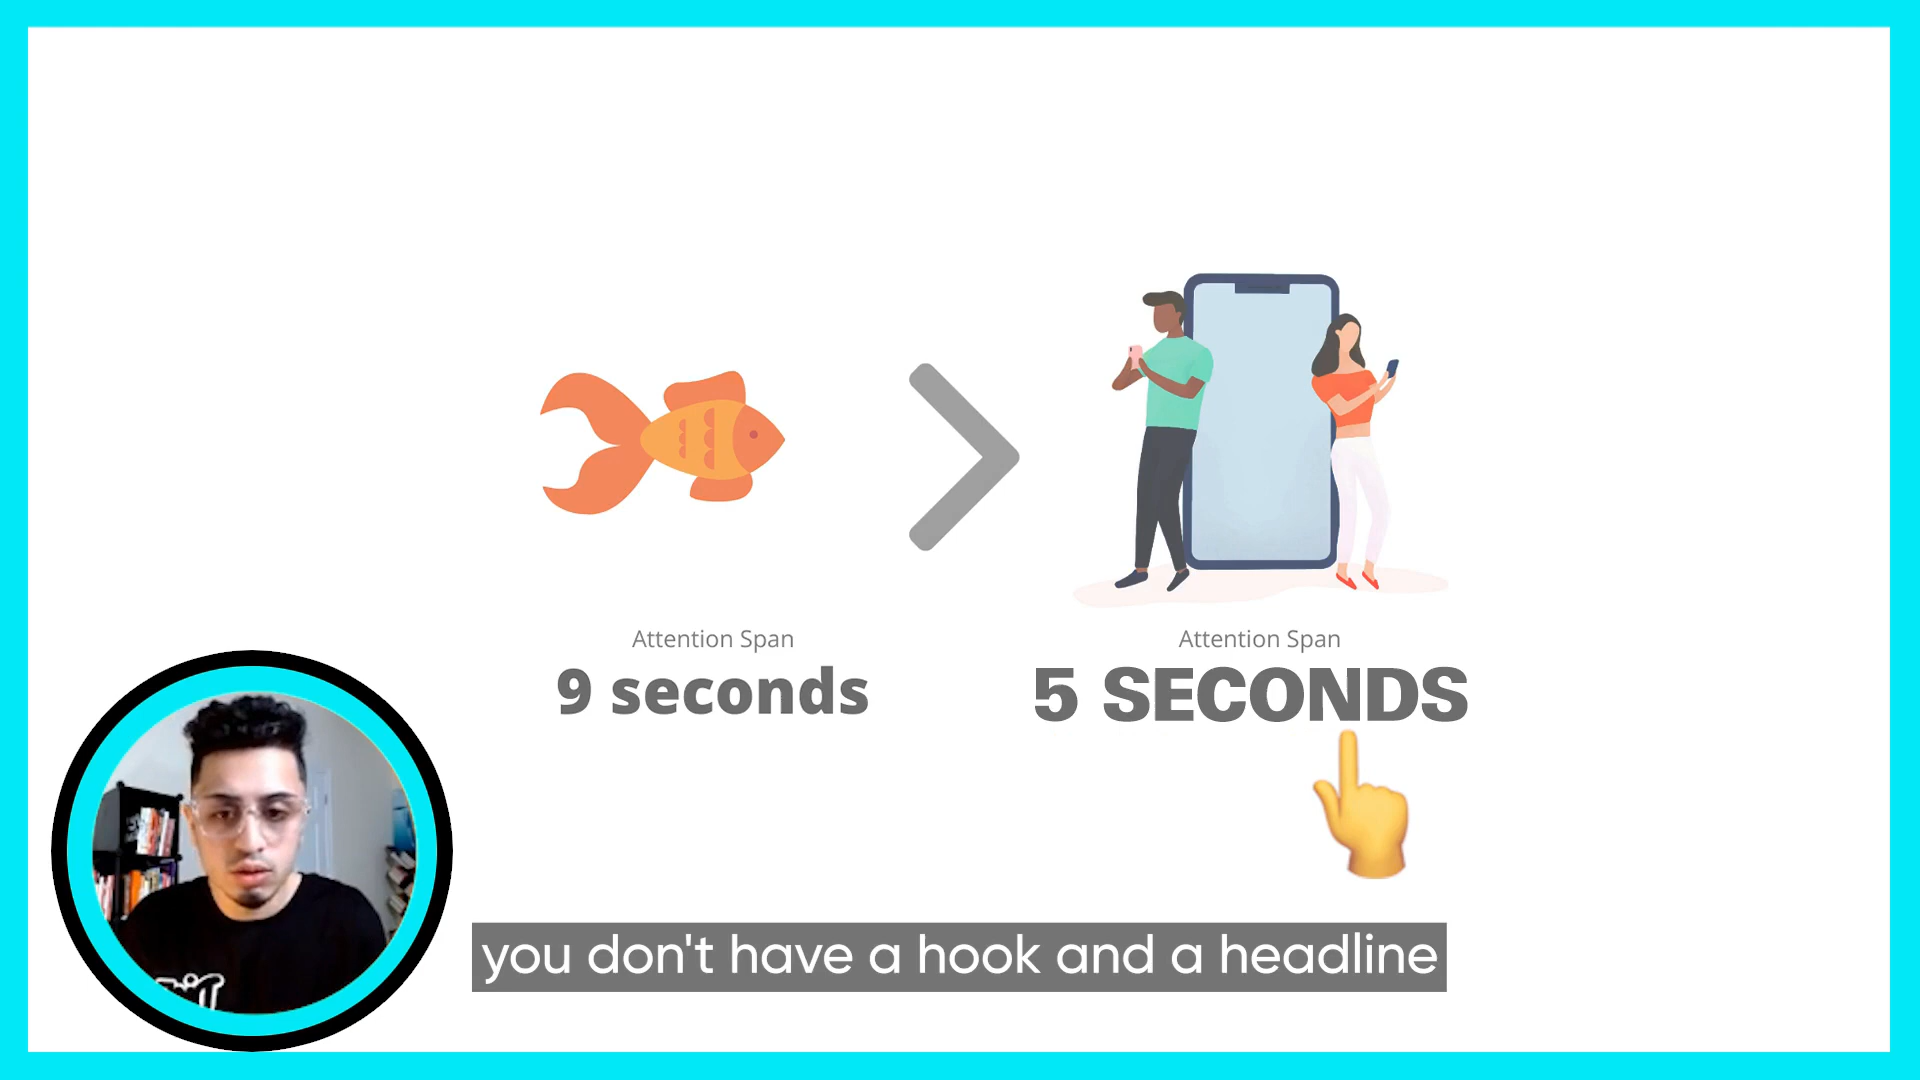 Attention Span
9 seconds
Attention Span
5 SECONDS
you don't have a hook and a headline